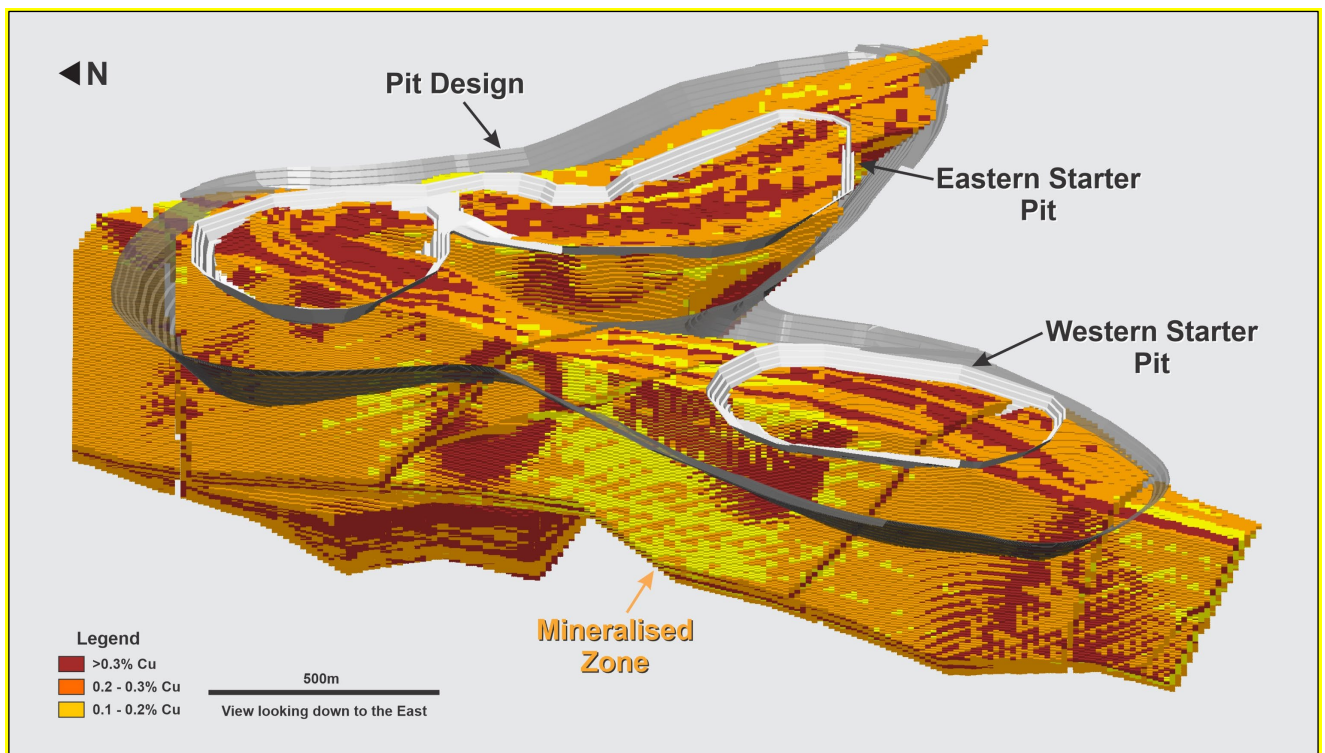 N
Pit Design
Eastern Starter
Pit
Western Starter
Pit
Mineralised
Zone
Legend
>0.3% Cu
0.2 - 0.3% Cu
0.1 - 0.2% Cu
500m
View looking down to the East